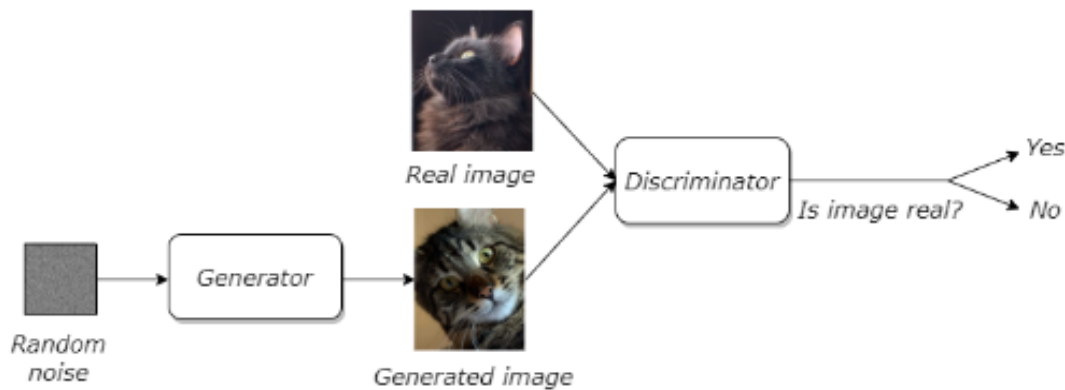 Real image
Discriminator
Yes
Is image real?
No
Generator
Random
noise
Generated image